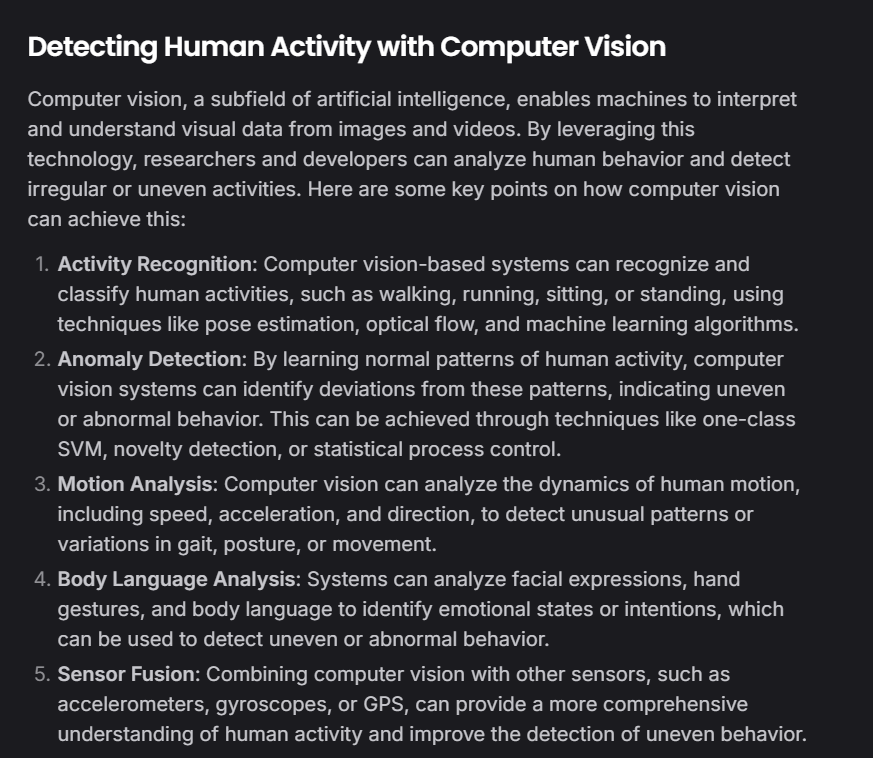 Detecting Human Activity with Computer Vision
Computer vision, a subfield of artificial intelligence, enables machines to interpret
and understand visual data from images and videos. By leveraging this
technology, researchers and developers can analyze human behavior and detect
irregular or uneven activities. Here are some key points on how computer vision
can achieve this:
1. Activity Recognition: Computer vision-based systems can recognize and
classify human activities, such as walking, running, sitting, or standing, using
techniques like pose estimation, optical flow, and machine learning algorithms.
2. Anomaly Detection: By learning normal patterns of human activity, computer
vision systems can identify deviations from these patterns, indicating uneven
or abnormal behavior. This can be achieved through techniques like one-class
SVM, novelty detection, or statistical process control.
3. Motion Analysis: Computer vision can analyze the dynamics of human motion,
including speed, acceleration, and direction, to detect unusual patterns or
variations in gait, posture, or movement.
4. Body Language Analysis: Systems can analyze facial expressions, hand
gestures, and body language to identify emotional states or intentions, which
can be used to detect uneven or abnormal behavior.
5. Sensor Fusion: Combining computer vision with other sensors, such as
accelerometers, gyroscopes, or GPS, can provide a more comprehensive
understanding of human activity and improve the detection of uneven behavior.